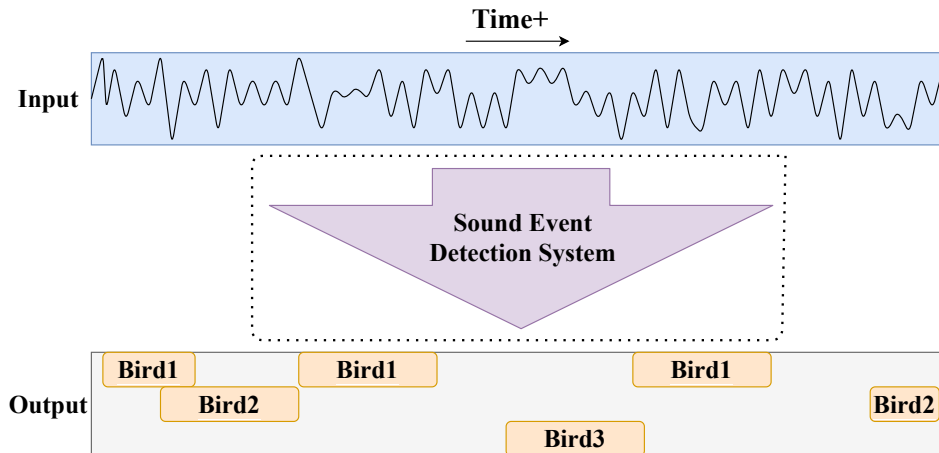 Time+
Input
Sound Event
Detection System
Bird1
Bird1
Bird1
Output
Bird2
Bird2
Bird3